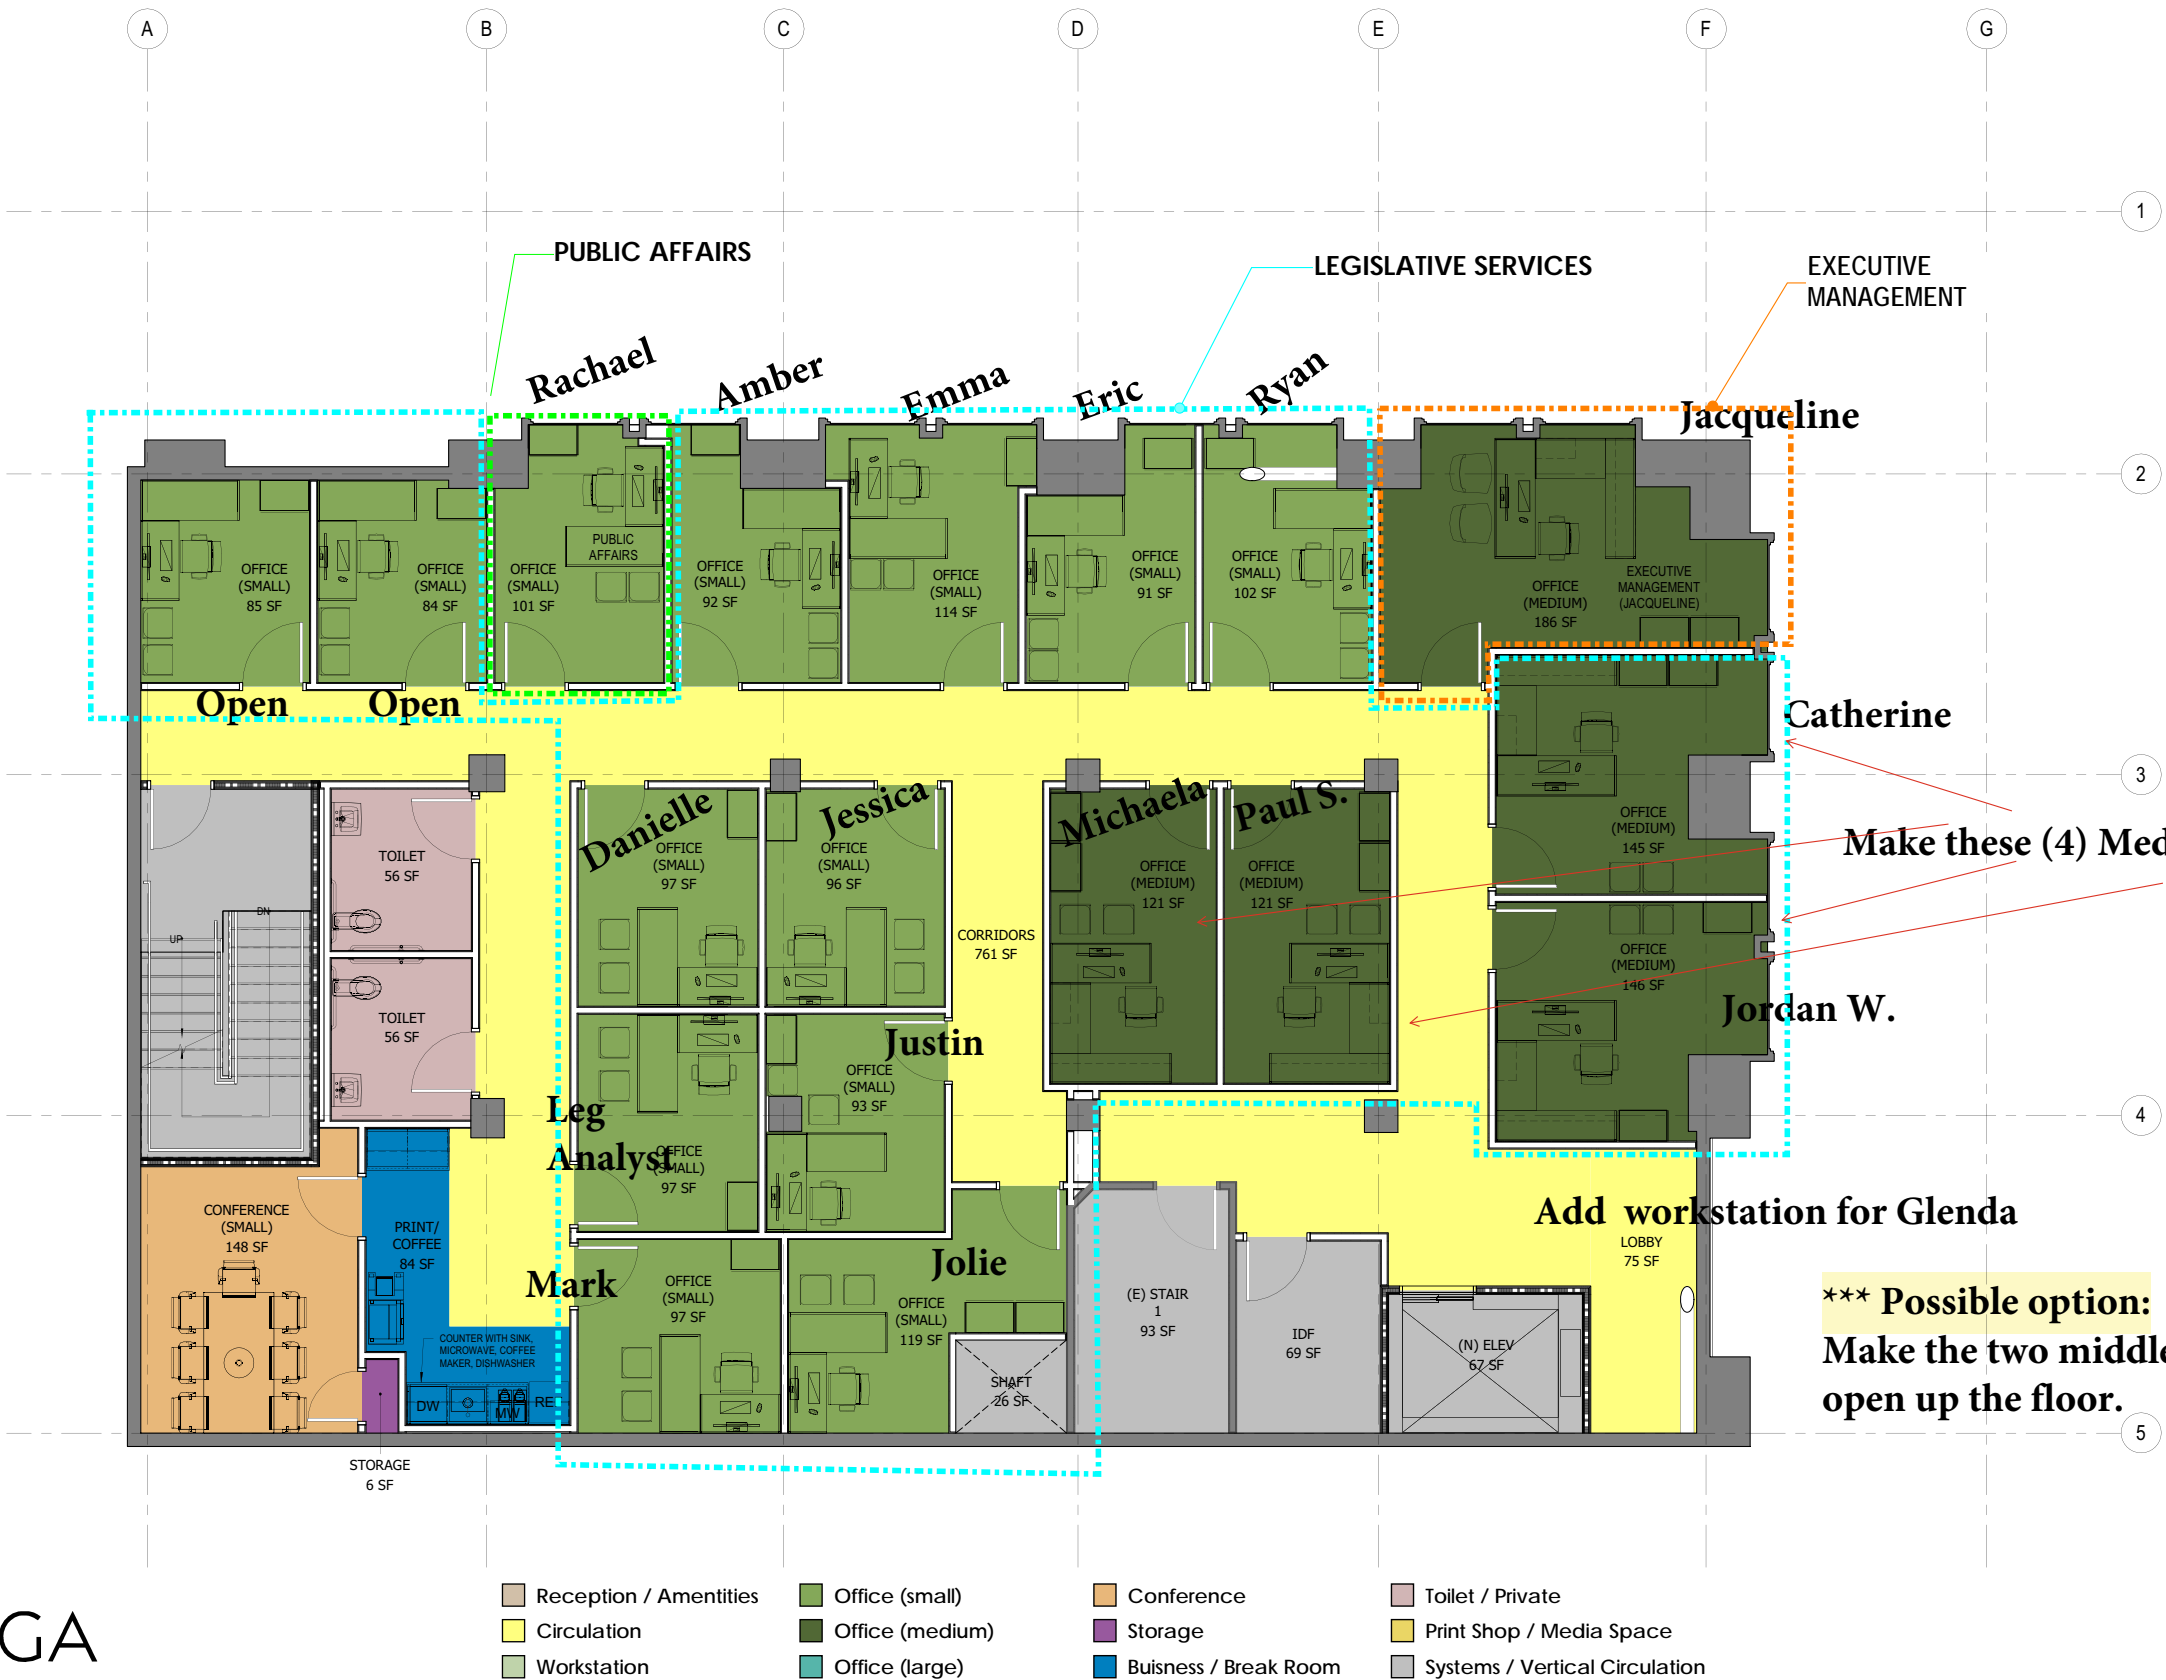 A
B
C
D
E
F
G
1
PUBLIC AFFAIRS
LEGISLATIVE SERVICES
EXECUTIVE
MANAGEMENT
Rachael
Amber
Emma
Eric
Ryan
Jacqueline
2
OFFICE
(SMALL)
85 SF
OFFICE
(SMALL)
84 SF
PUBLIC
AFFAIRS
OFFICE
(SMALL)
101 SF
OFFICE
(SMALL)
92 SF
OFFICE
(SMALL)
114 SF
OFFICE
(SMALL)
91 SF
OFFICE
(SMALL)
102 SF
OFFICE
(MEDIUM)
186 SF
EXECUTIVE
MANAGEMENT
(JACQUELINE)
Open
Open
Catherine
3
Danielle
Jessica
Michaela
Paul S.
TOILET
56 SF
OFFICE
(SMALL)
97 SF
OFFICE
(SMALL)
96 SF
OFFICE
(MEDIUM)
121 SF
OFFICE
(MEDIUM)
121 SF
OFFICE
(MEDIUM)
145 SF
Make these (4) Med
DN
UP
CORRIDORS
761 SF
OFFICE
(MEDIUM)
146 SF
Jordan W.
TOILET
56 SF
Justin
OFFICE
(SMALL)
93 SF
Leg
Analyst
OFFICE
(SMALL)
97 SF
4
CONFERENCE
(SMALL)
148 SF
PRINT/
COFFEE
84 SF
Add workstation for Glenda
LOBBY
75 SF
Mark
OFFICE
(SMALL)
97 SF
Jolie
OFFICE
(SMALL)
119 SF
(E) STAIR
1
93 SF
IDF
69 SF
(N) ELEV
67 SF
*** Possible option:
Make the two middle
open up the floor.
COUNTER WITH SINK,
MICROWAVE, COFFEE
MAKER, DISHWASHER
DW
MW
RE
SHAFT
26 SF
5
STORAGE
6 SF
Reception / Amentities
Office (small)
Conference
Toilet / Private
Circulation
Office (medium)
Storage
Print Shop / Media Space
Workstation
Office (large)
Buisness / Break Room
Systems / Vertical Circulation
GA